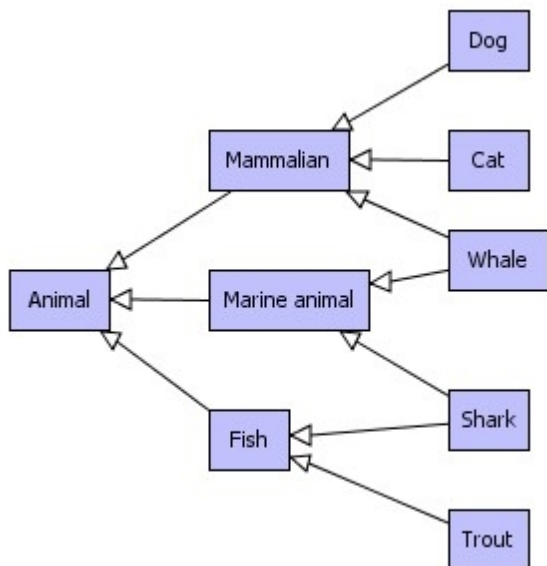 Dog
Mammalian
Cat
Whale
Animal
Marine animal
Shark
Fish
Trout